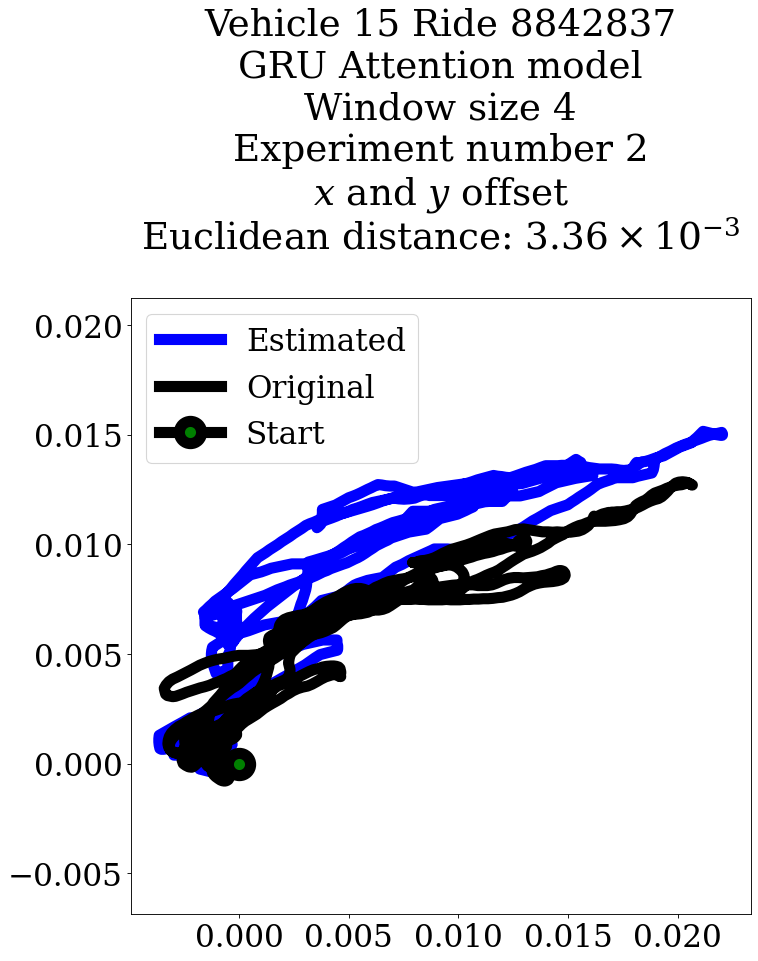 Vehicle 15 Ride 8842837
GRU Attention model
Window size 4
Experiment number 2
x and y offset
Euclidean distance: 3.36 × 10⁻³
Estimated
Original
Start
0.020
0.015
0.010
0.005
0.000
−0.005
0.000 0.005 0.010 0.015 0.020